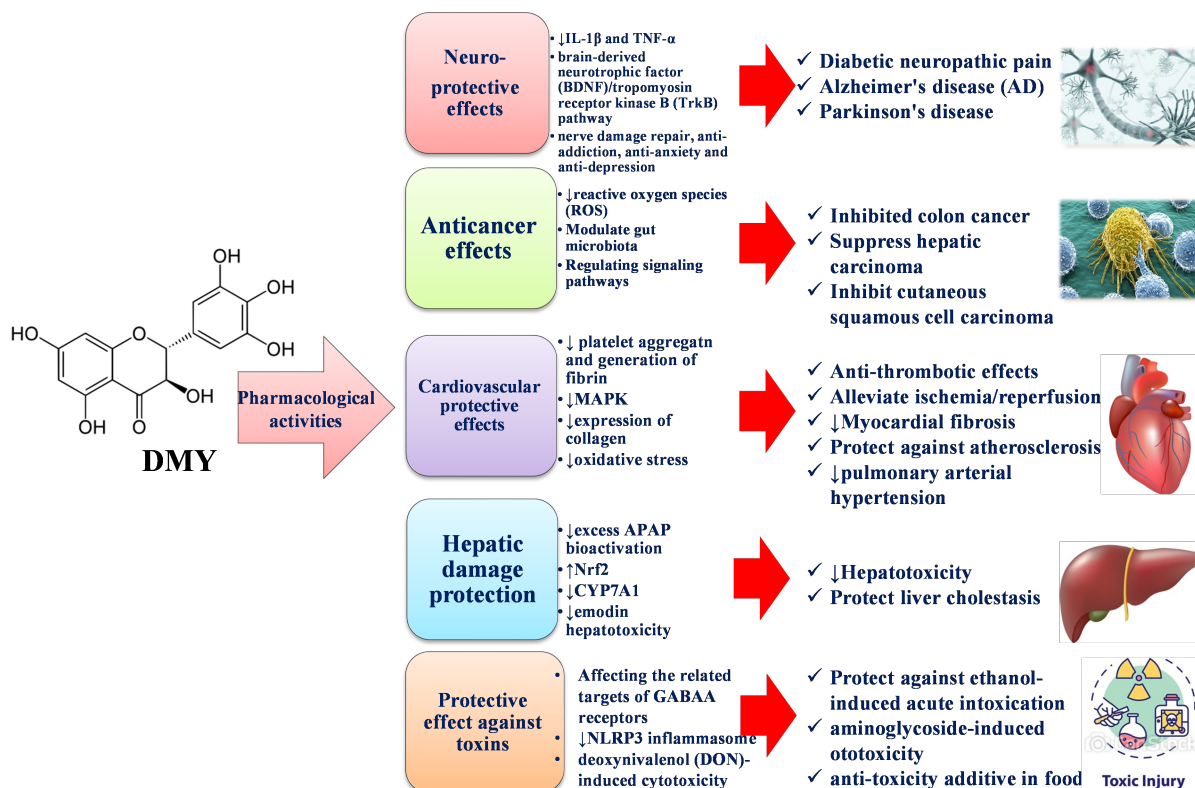 OH
OH
OH
HO
O
OH
OH
O
DMY
Pharmacological
activities
Neuro-
protective
effects
• ↓IL-1β and TNF-α
• brain-derived
neurotrophic factor
(BDNF)/tropomyosin
receptor kinase B (TrkB)
pathway
• nerve damage repair, anti-
addiction, anti-anxiety and
anti-depression
✓ Diabetic neuropathic pain
✓ Alzheimer's disease (AD)
✓ Parkinson's disease
Anticancer
effects
• ↓reactive oxygen species
(ROS)
• Modulate gut
microbiota
• Regulating signaling
pathways
✓ Inhibited colon cancer
✓ Suppress hepatic
carcinoma
✓ Inhibit cutaneous
squamous cell carcinoma
Cardiovascular
protective
effects
• ↓ platelet aggregatn
and generation of
fibrin
• ↓MAPK
• ↓expression of
collagen
• ↓oxidative stress
✓ Anti-thrombotic effects
✓ Alleviate ischemia/reperfusion
✓ ↓Myocardial fibrosis
✓ Protect against atherosclerosis
✓ ↓pulmonary arterial
hypertension
Hepatic
damage
protection
• ↓excess APAP
bioactivation
• ↑Nrf2
• ↓CYP7A1
• ↓emodin
hepatotoxicity
✓ ↓Hepatotoxicity
✓ Protect liver cholestasis
Protective
effect against
toxins
• Affecting the related
targets of GABAA
receptors
• ↓NLRP3 inflammasome
• deoxynivalenol (DON)-
induced cytotoxicity
✓ Protect against ethanol-
induced acute intoxication
✓ aminoglycoside-induced
ototoxicity
✓ anti-toxicity additive in food
Toxic Injury